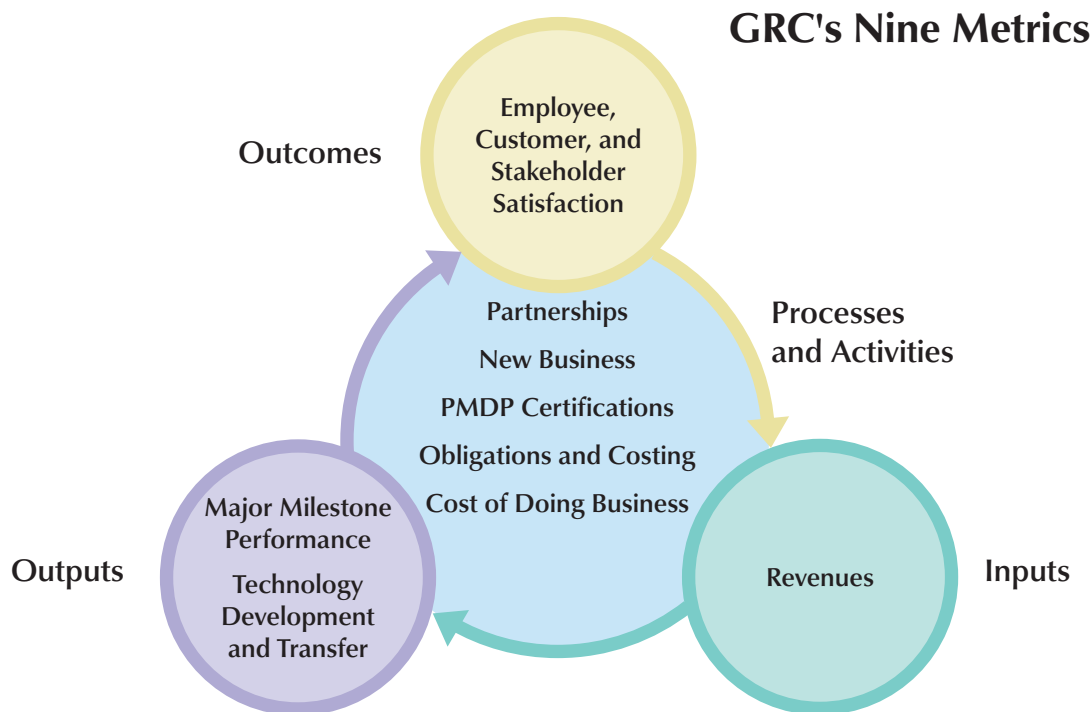 GRC's Nine Metrics
Outcomes
Employee,
Customer, and
Stakeholder
Satisfaction
Processes
and Activities
Partnerships
New Business
PMDP Certifications
Obligations and Costing
Cost of Doing Business
Outputs
Major Milestone
Performance
Technology
Development
and Transfer
Revenues
Inputs